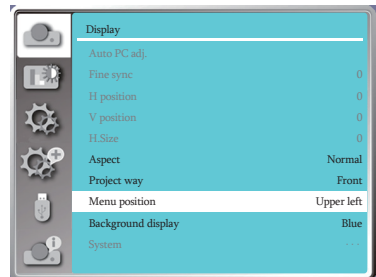 Display
Auto PC adj.
Fine sync 0
H position 0
V position 0
H.Size 0
Aspect Normal
Project way Front
Menu position Upper left
Background display Blue
System ...